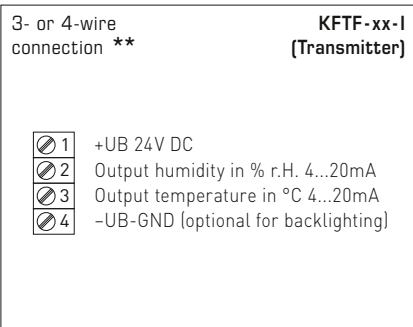 3- or 4-wire KFTF-xx-I
connection ** (Transmitter)
1 +UB 24V DC
2 Output humidity in % r.H. 4...20mA
3 Output temperature in °C 4...20mA
4 –UB-GND (optional for backlighting)